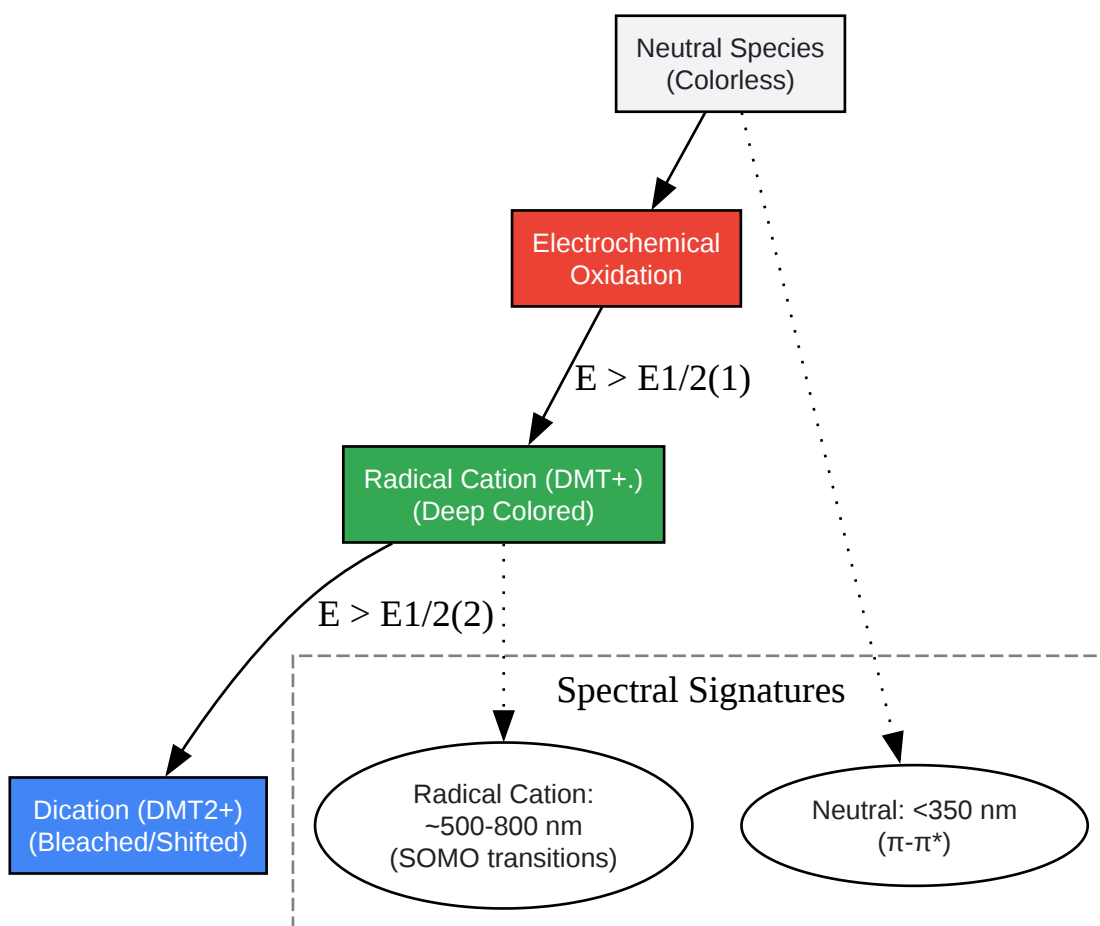 Neutral Species
(Colorless)
Electrochemical
Oxidation
E > E1/2(1)
Radical Cation (DMT+.)
(Deep Colored)
E > E1/2(2)
Spectral Signatures
Dication (DMT2+)
(Bleached/Shifted)
Radical Cation:
~500-800 nm
(SOMO transitions)
Neutral: <350 nm
(π-π*)